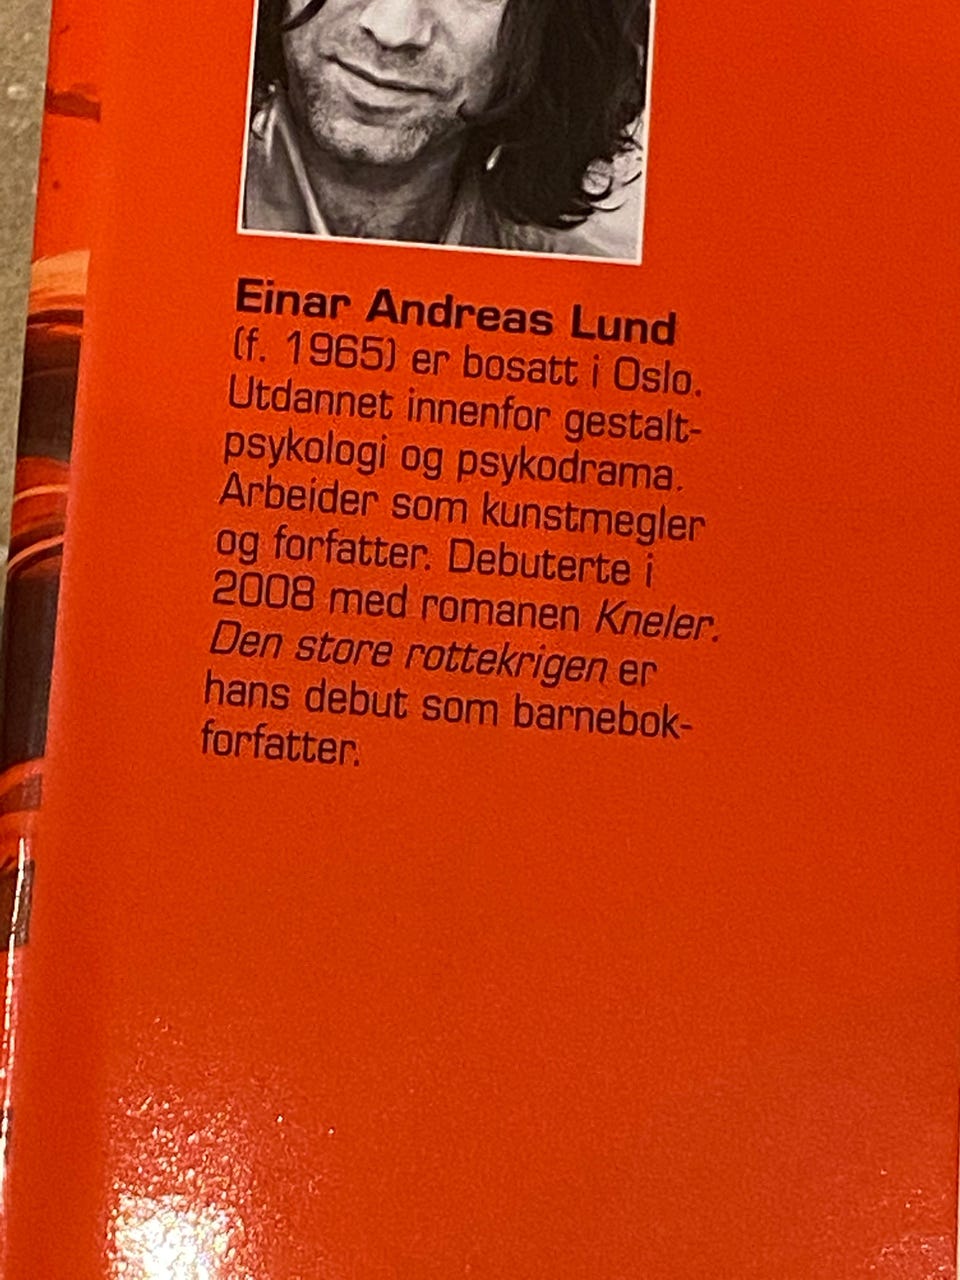 Einar Andreas Lund
(f. 1965) er bosatt i Oslo.
Utdannet innenfor gestalt-
psykologi og psykodrama.
Arbeider som kunstmegler
og forfatter. Debuterte i
2008 med romanen Kneler.
Den store rottekrigen er
hans debut som barnebok-
forfatter.